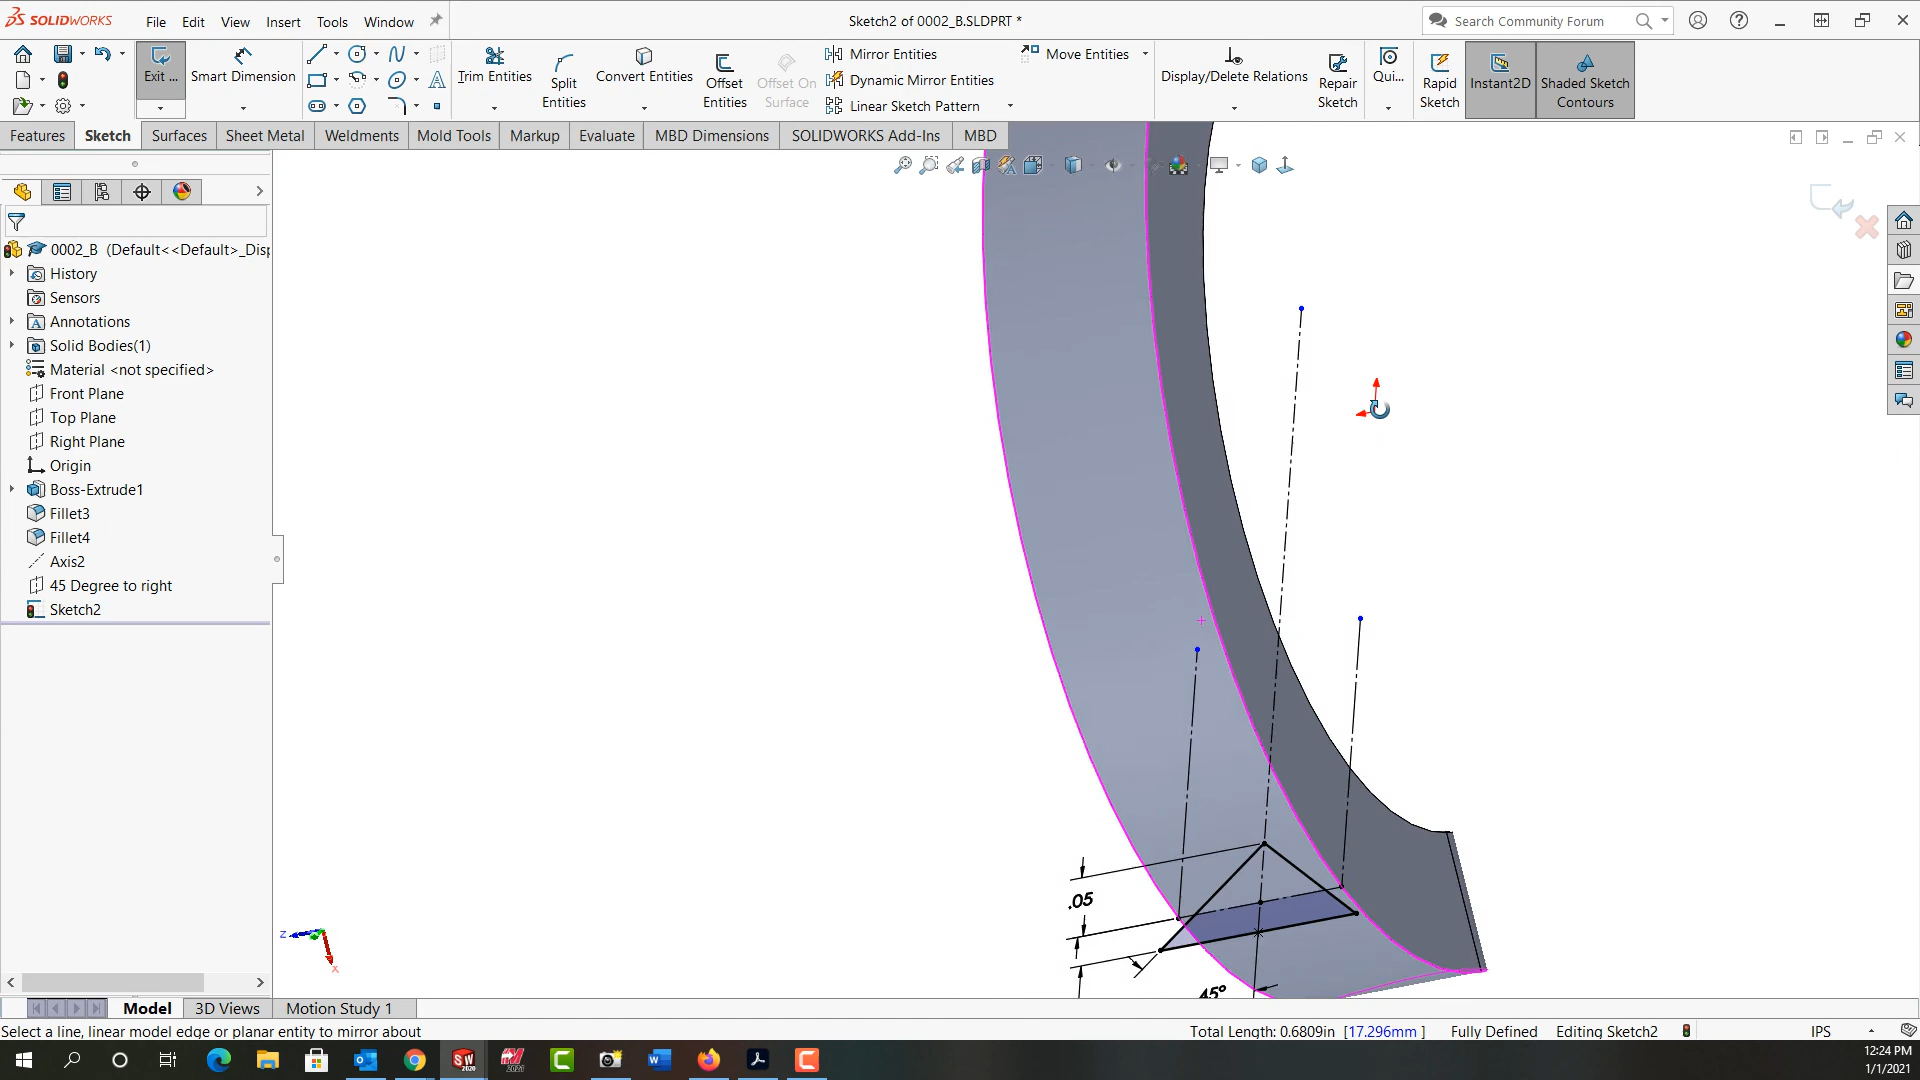 SOLIDWORKS File Edit View Insert Tools Window Sketch2 of 0002_B.SLDPRT * Search Community Forum
Exit ... Smart Dimension Trim Entities Split Entities Convert Entities Offset Entities Offset On Surface Mirror Entities Dynamic Mirror Entities Linear Sketch Pattern Move Entities Display/Delete Relations Repair Sketch Qui... Rapid Sketch Instant2D Shaded Sketch Contours
Features Sketch Surfaces Sheet Metal Weldments Mold Tools Markup Evaluate MBD Dimensions SOLIDWORKS Add-Ins MBD
0002_B (Default<<Default>_Disp
History
Sensors
Annotations
Solid Bodies(1)
Material <not specified>
Front Plane
Top Plane
Right Plane
Origin
Boss-Extrude1
Fillet3
Fillet4
Axis2
45 Degree to right
Sketch2
.05
45°
z
x
Model 3D Views Motion Study 1
Select a line, linear model edge or planar entity to mirror about Total Length: 0.6809in [17.296mm ] Fully Defined Editing Sketch2 IPS
12:24 PM
1/1/2021